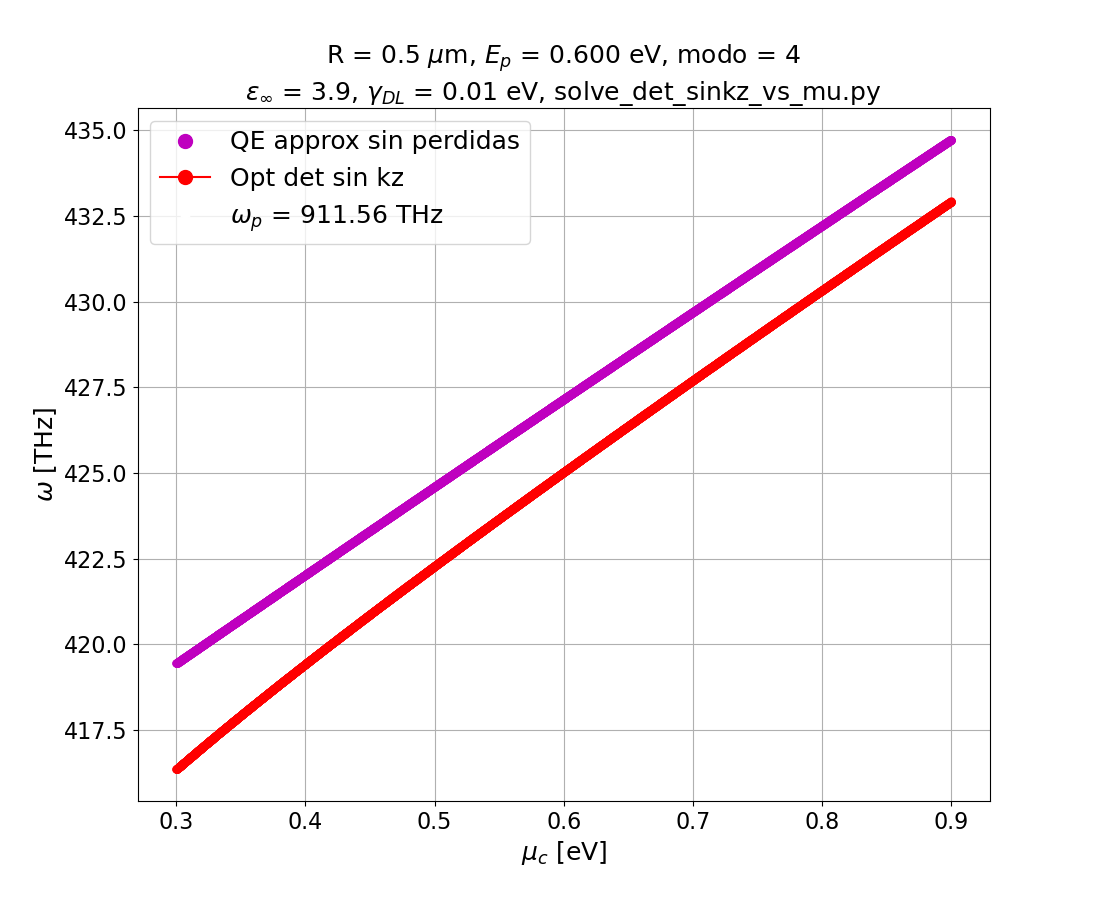 R = 0.5 μm, E_p = 0.600 eV, modo = 4
ε_∞ = 3.9, γ_DL = 0.01 eV, solve_det_sinkz_vs_mu.py
QE approx sin perdidas
Opt det sin kz
ω_p = 911.56 THz
435.0
432.5
430.0
427.5
425.0
422.5
420.0
417.5
ω [THz]
0.3 0.4 0.5 0.6 0.7 0.8 0.9
μ_c [eV]